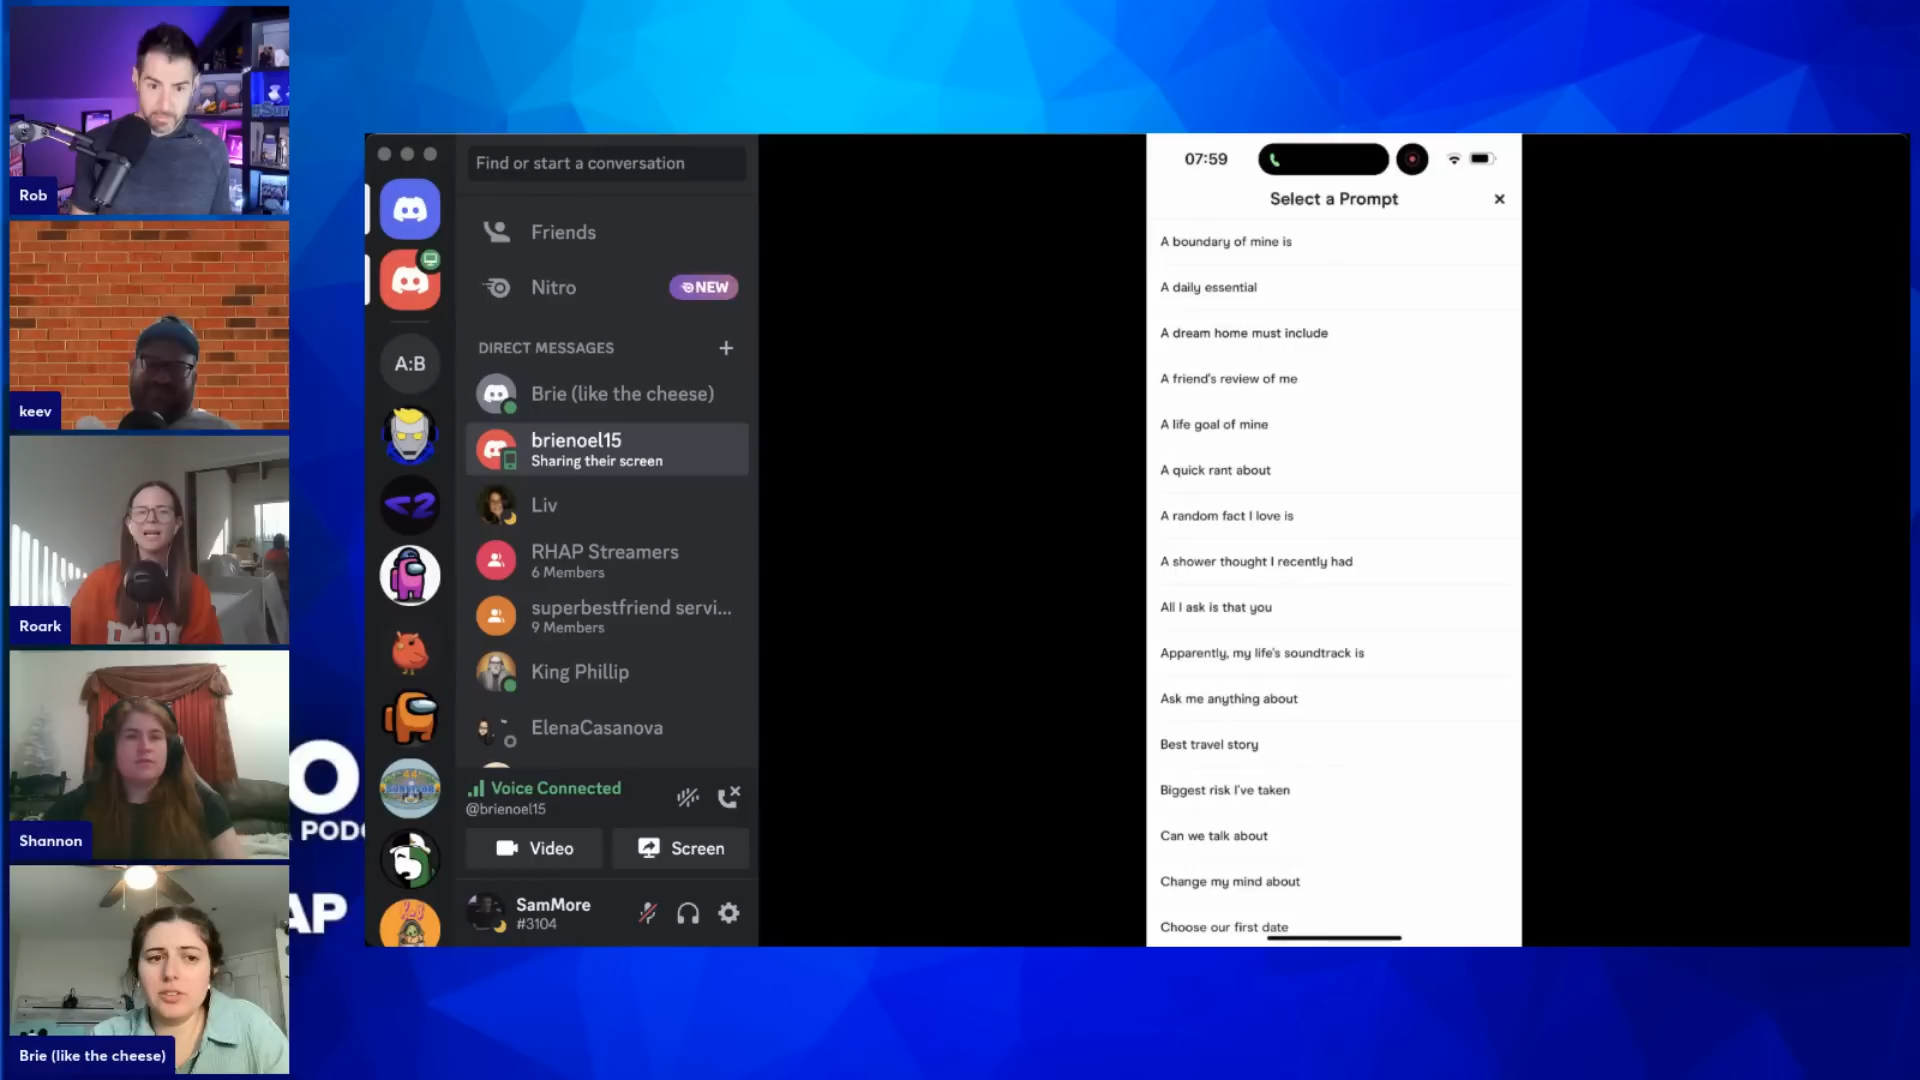 Rob
keev
Roark
Shannon
Brie (like the cheese)
O
PODC
AP
Find or start a conversation
Friends
Nitro
NEW
DIRECT MESSAGES
A:B
Brie (like the cheese)
brienoel15
Sharing their screen
<2
Liv
RHAP Streamers
6 Members
superbestfriend servi...
9 Members
King Phillip
ElenaCasanova
44
SURVIVOR
Voice Connected
@brienoel15
Video
Screen
SamMore
#3104
07:59
Select a Prompt
A boundary of mine is
A daily essential
A dream home must include
A friend's review of me
A life goal of mine
A quick rant about
A random fact I love is
A shower thought I recently had
All I ask is that you
Apparently, my life's soundtrack is
Ask me anything about
Best travel story
Biggest risk I've taken
Can we talk about
Change my mind about
Choose our first date